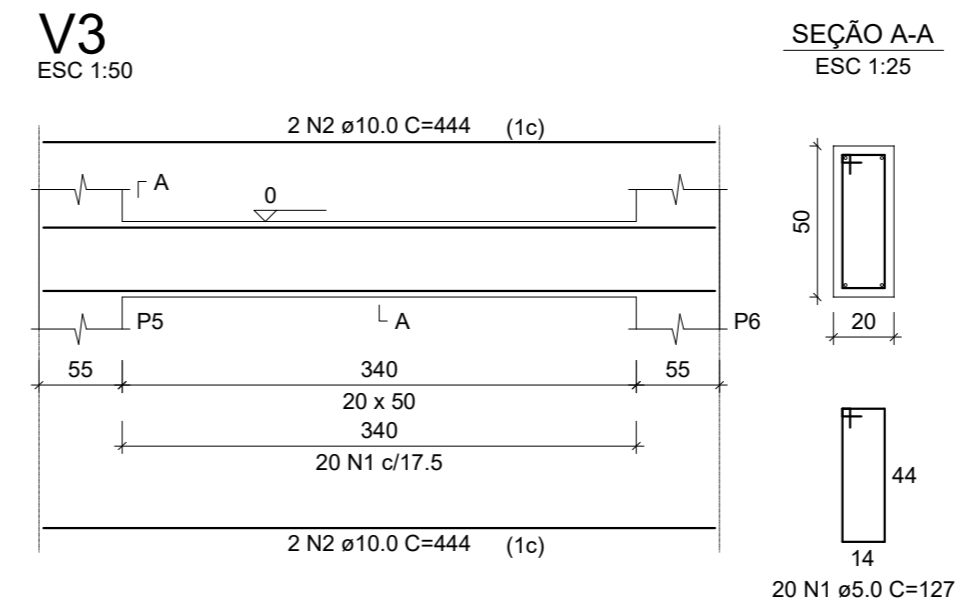 V3
ESC 1:50
SEÇÃO A-A
ESC 1:25
2 N2 ø10.0 C=444 (1c)
A
0
50
P5
A
P6
20
55
340
55
20 x 50
340
20 N1 c/17.5
44
2 N2 ø10.0 C=444 (1c)
14
20 N1 ø5.0 C=127